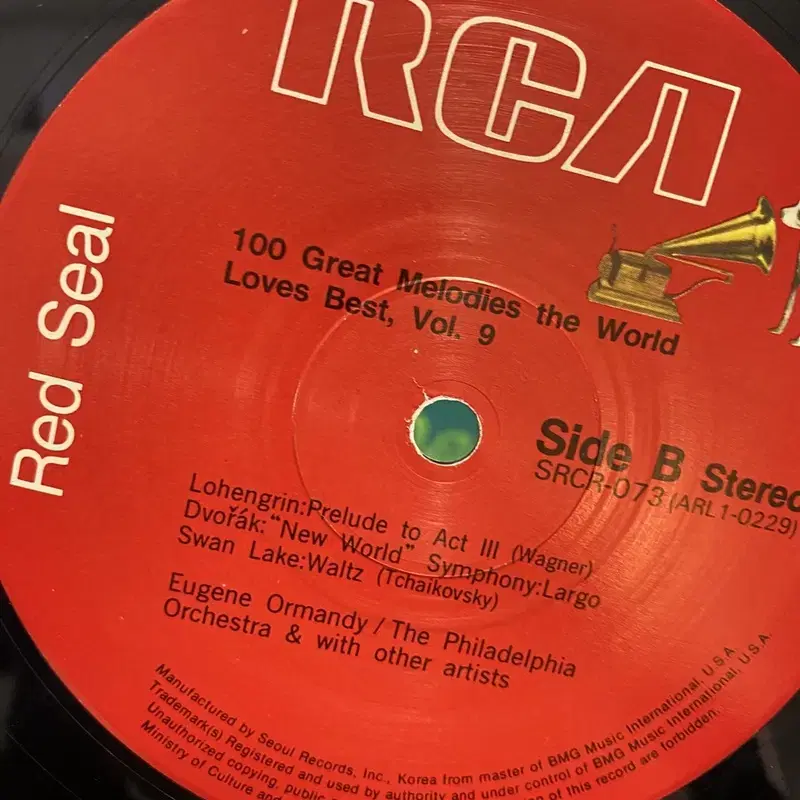 RCA
Red Seal
100 Great Melodies the World
Loves Best, Vol. 9
Side B Stereo
SRCR-073 (ARL1-0229)
Lohengrin:Prelude to Act III (Wagner)
Dvořák:"New World" Symphony:Largo
Swan Lake:Waltz (Tchaikovsky)
Eugene Ormandy/The Philadelphia
Orchestra & with other artists
Manufactured by Seoul Records, Inc., Korea from master of BMG Music International, U.S.A.
Trademark(s) Registered and used by authority and under control of BMG Music International, U.S.A.
Unauthorized copying, public of this record are forbidden.
Ministry of Culture and